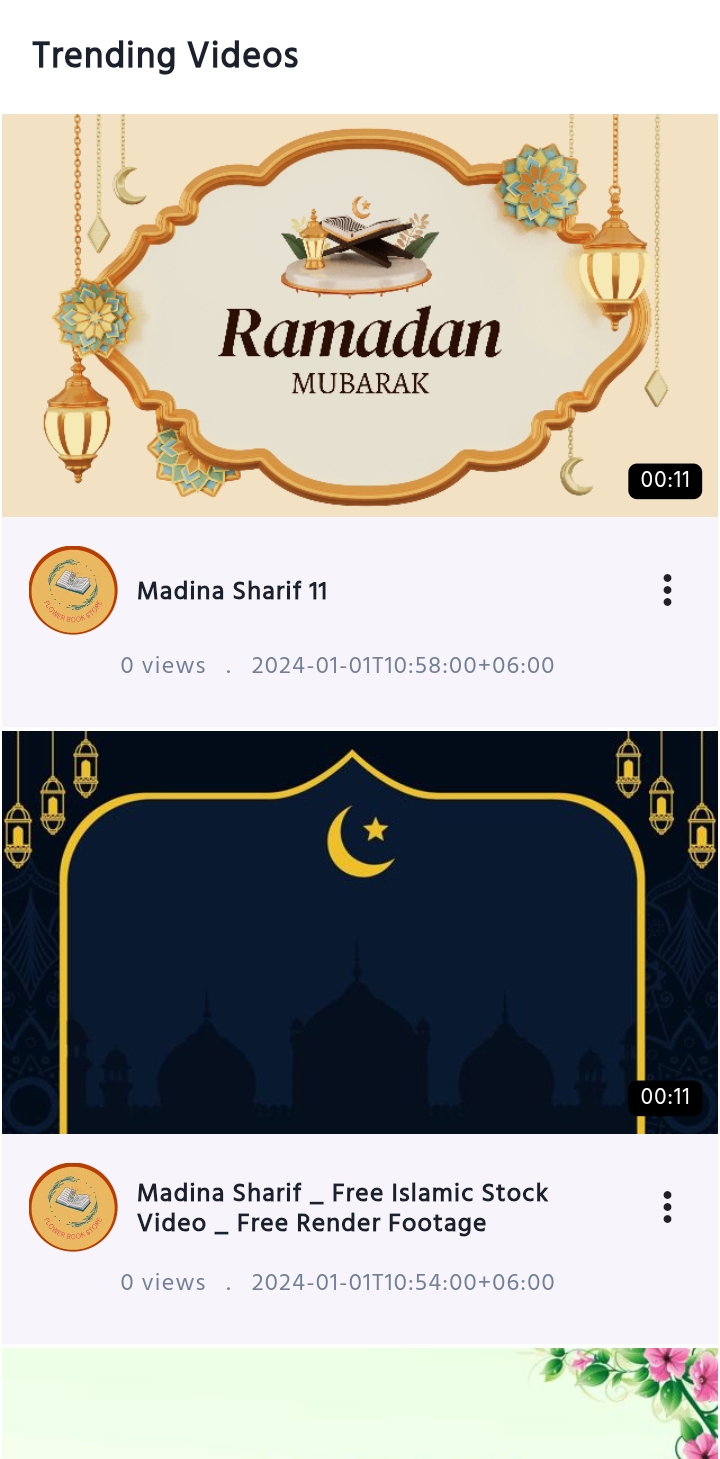 Trending Videos
Ramadan
MUBARAK
00:11
FLOWER BOOK STORE
Madina Sharif 11
0 views . 2024-01-01T10:58:00+06:00
00:11
FLOWER BOOK STORE
Madina Sharif _ Free Islamic Stock
Video _ Free Render Footage
0 views . 2024-01-01T10:54:00+06:00